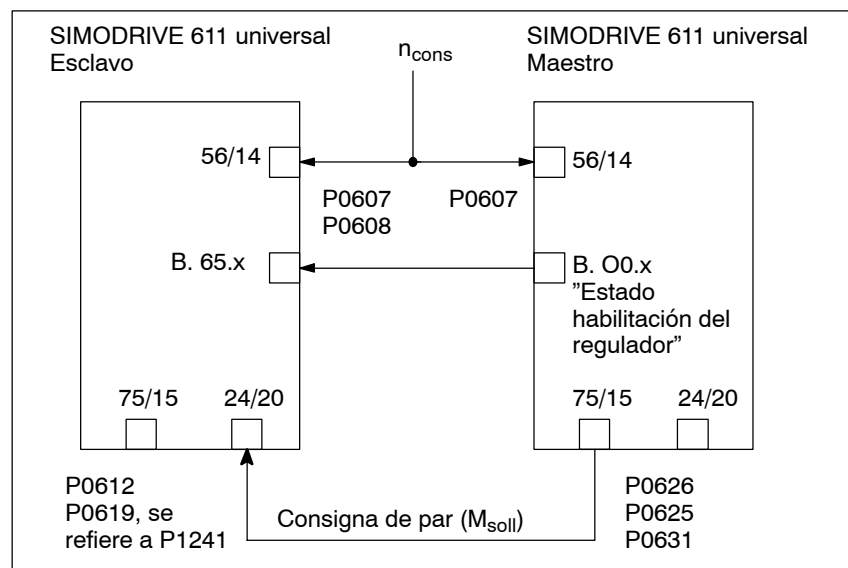 SIMODRIVE 611 universal
Esclavo
n_cons
SIMODRIVE 611 universal
Maestro
56/14
56/14
P0607
P0608
P0607
B. 65.x
B. O0.x
”Estado
habilitación del
regulador”
75/15
24/20
75/15
24/20
P0612
P0619, se
refiere a P1241
Consigna de par (M_soll)
P0626
P0625
P0631